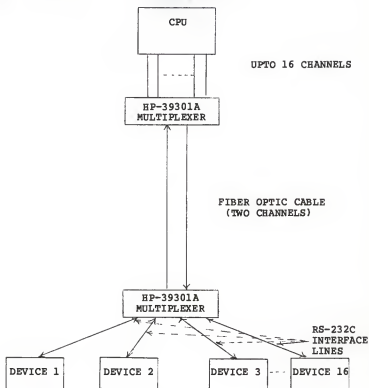 CPU
UPTO 16 CHANNELS
HP-39301A
MULTIPLEXER
FIBER OPTIC CABLE
(TWO CHANNELS)
HP-39301A
MULTIPLEXER
RS-232C
INTERFACE
LINES
DEVICE 1
DEVICE 2
DEVICE 3
DEVICE 16